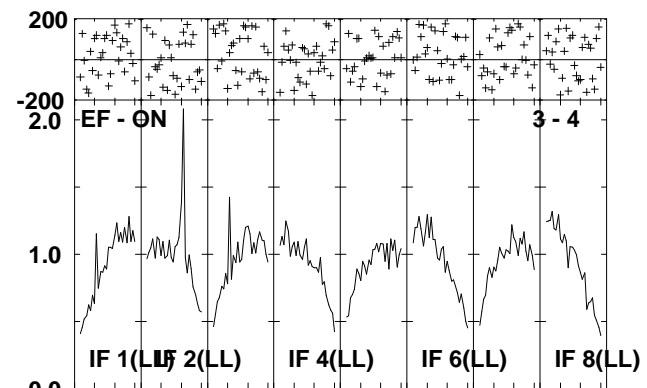 200
-200
2.0
EF - ON
3 - 4
1.0
IF 1(LL)
IF 2(LL)
IF 4(LL)
IF 6(LL)
IF 8(LL)
0.0